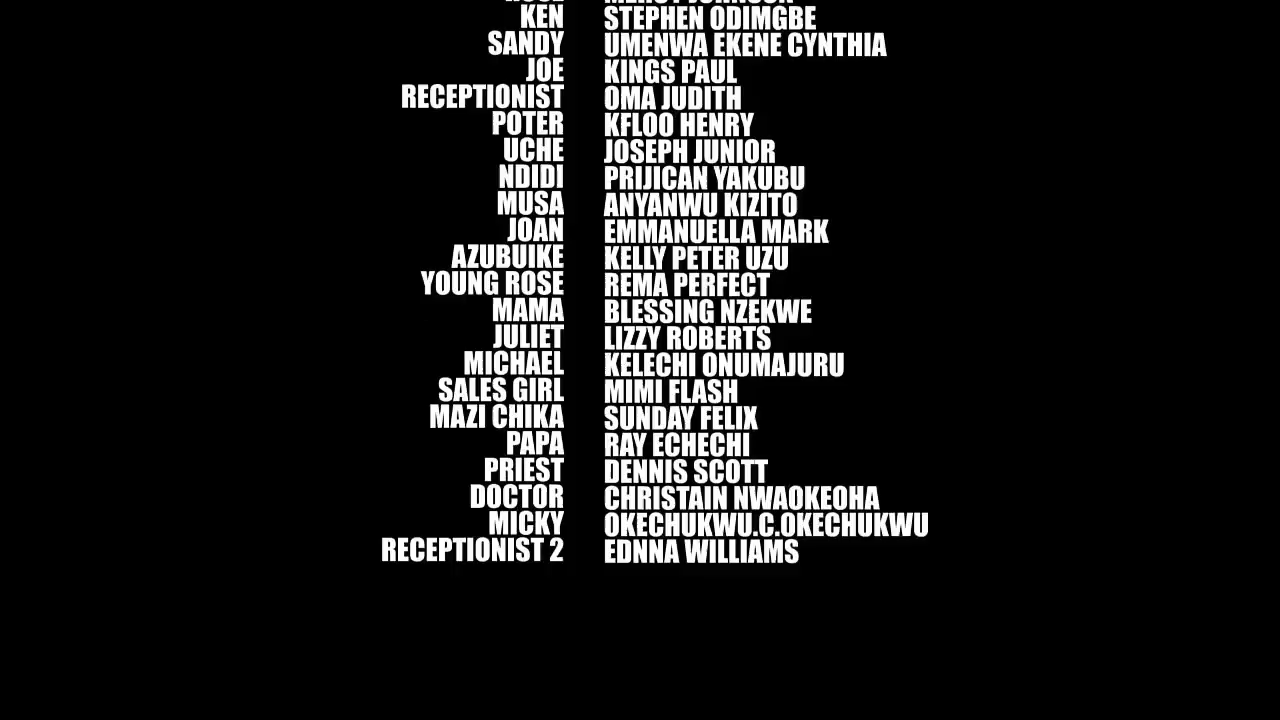 ROSE MERCY JOHNSON
KEN STEPHEN ODIMGBE
SANDY UMENWA EKENE CYNTHIA
JOE KINGS PAUL
RECEPTIONIST OMA JUDITH
POTER KFLOO HENRY
UCHE JOSEPH JUNIOR
NDIDI PRIJICAN YAKUBU
MUSA ANYANWU KIZITO
JOAN EMMANUELLA MARK
AZUBUIKE KELLY PETER UZU
YOUNG ROSE REMA PERFECT
MAMA BLESSING NZEKWE
JULIET LIZZY ROBERTS
MICHAEL KELECHI ONUMAJURU
SALES GIRL MIMI FLASH
MAZI CHIKA SUNDAY FELIX
PAPA RAY ECHECHI
PRIEST DENNIS SCOTT
DOCTOR CHRISTAIN NWAOKEOHA
MICKY OKECHUKWU.C.OKECHUKWU
RECEPTIONIST 2 EDNNA WILLIAMS